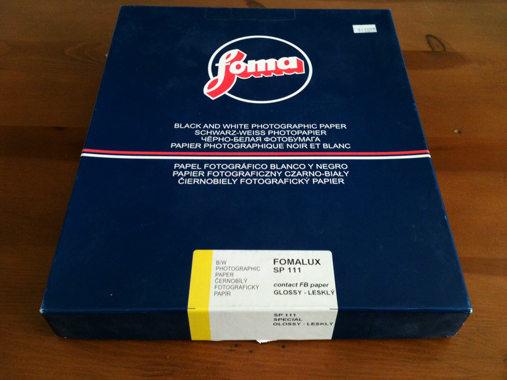 foma
BLACK AND WHITE PHOTOGRAPHIC PAPER
SCHWARZ-WEISS PHOTOPAPIER
ЧЁРНО-БЕЛАЯ ФОТОБУМАГА
PAPIER PHOTOGRAPHIQUE NOIR ET BLANC
PAPEL FOTOGRÁFICO BLANCO Y NEGRO
PAPIER FOTOGRAFICZNY CZARNO-BIAŁY
ČIERNOBIELY FOTOGRAFICKÝ PAPIER
B/W
PHOTOGRAPHIC
PAPER
ČERNOBÍLÝ
FOTOGRAFICKÝ
PAPÍR
FOMALUX
SP 111
contact FB paper
GLOSSY - LESKLÝ
SP 111
SPECIAL
GLOSSY - LESKLÝ